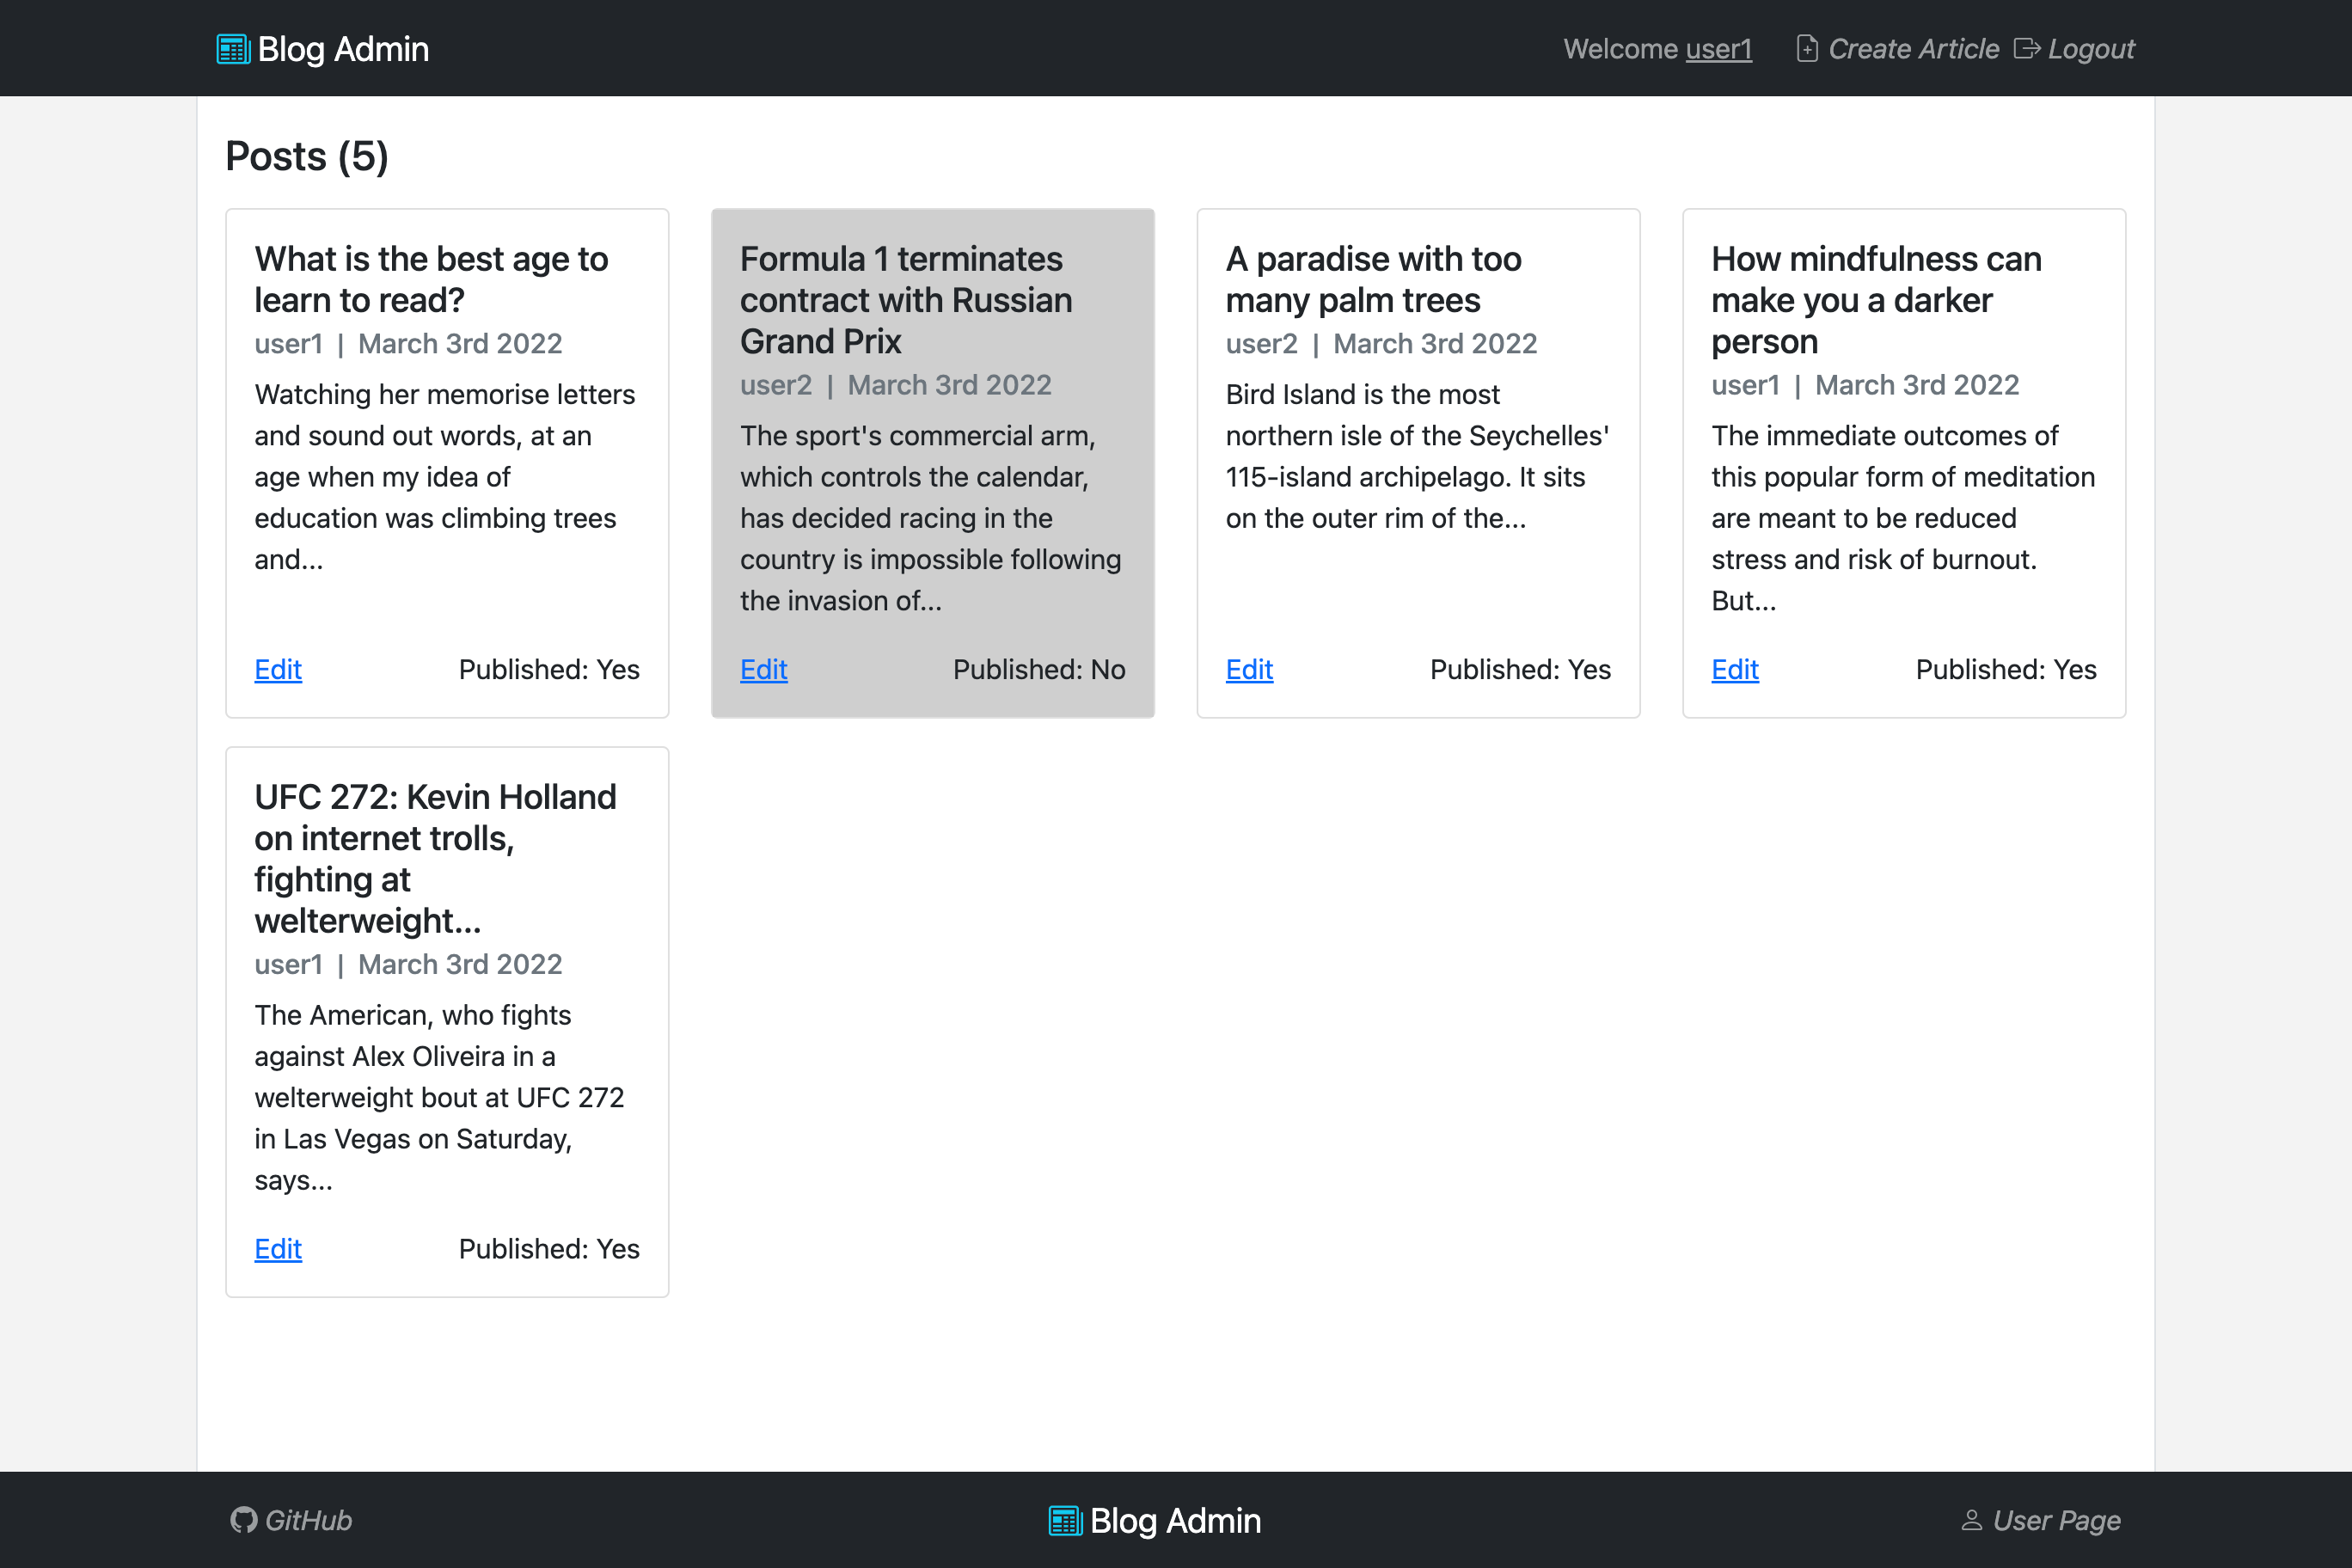 Blog Admin
Welcome user1 Create Article Logout
Posts (5)
What is the best age to
learn to read?
user1 | March 3rd 2022
Watching her memorise letters
and sound out words, at an
age when my idea of
education was climbing trees
and...
Edit Published: Yes
Formula 1 terminates
contract with Russian
Grand Prix
user2 | March 3rd 2022
The sport's commercial arm,
which controls the calendar,
has decided racing in the
country is impossible following
the invasion of...
Edit Published: No
A paradise with too
many palm trees
user2 | March 3rd 2022
Bird Island is the most
northern isle of the Seychelles'
115-island archipelago. It sits
on the outer rim of the...
Edit Published: Yes
How mindfulness can
make you a darker
person
user1 | March 3rd 2022
The immediate outcomes of
this popular form of meditation
are meant to be reduced
stress and risk of burnout.
But...
Edit Published: Yes
UFC 272: Kevin Holland
on internet trolls,
fighting at
welterweight...
user1 | March 3rd 2022
The American, who fights
against Alex Oliveira in a
welterweight bout at UFC 272
in Las Vegas on Saturday,
says...
Edit Published: Yes
GitHub
Blog Admin
User Page